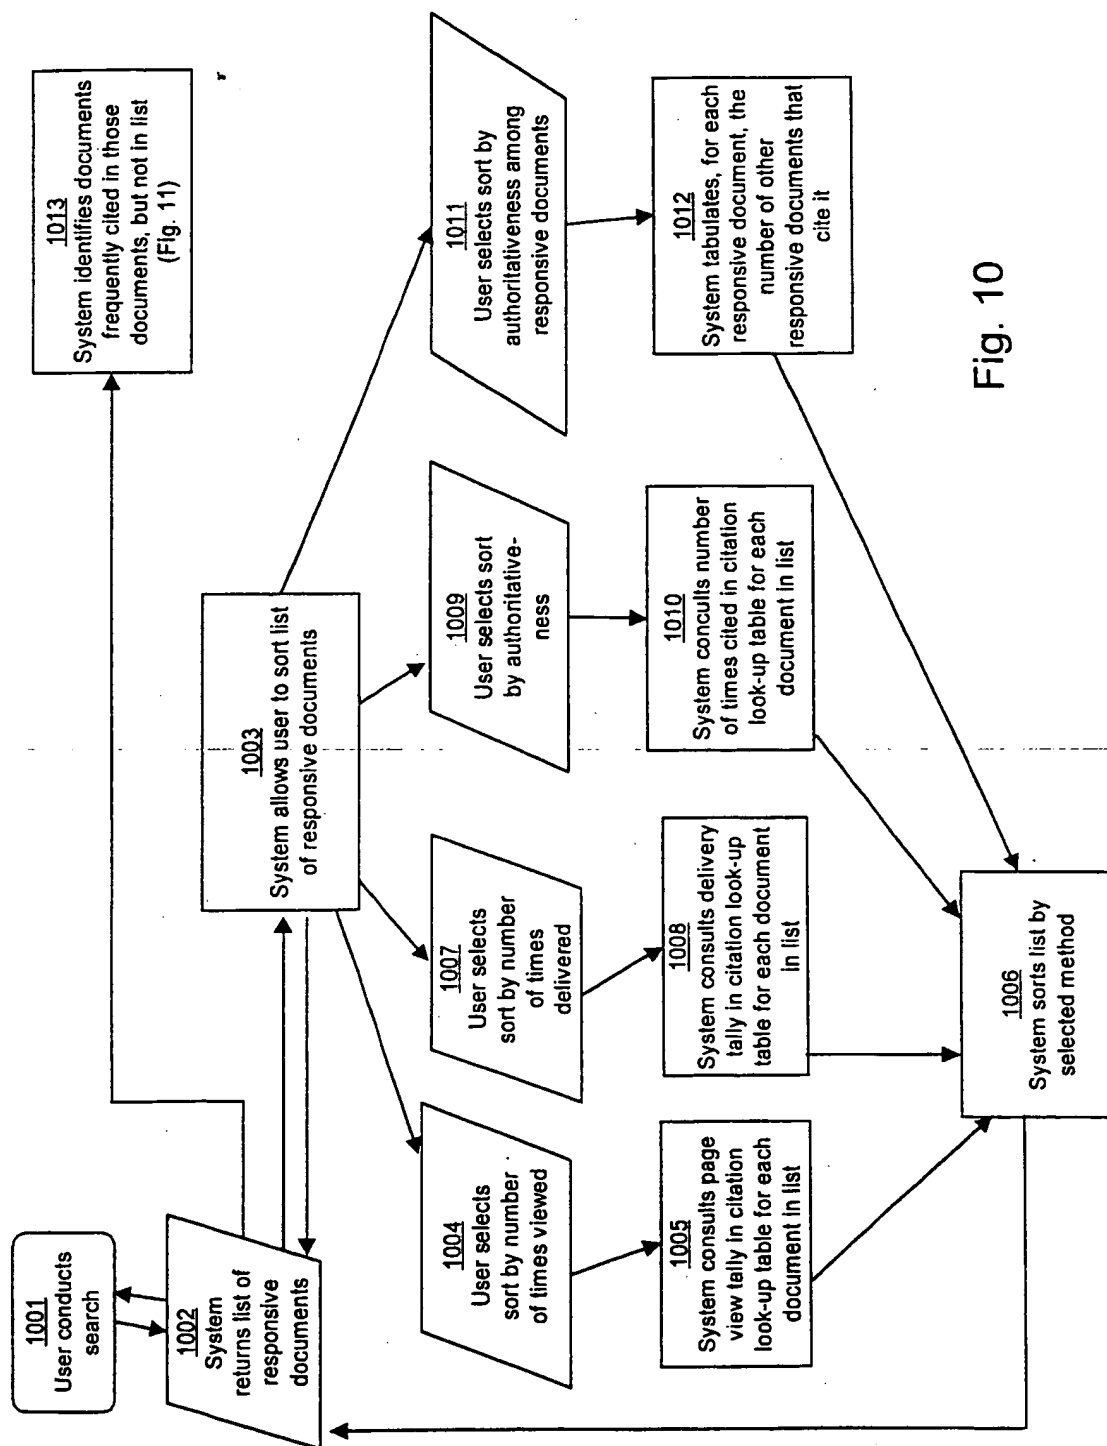 1001
User conducts
search
1002
System
returns list of
responsive
documents
1003
System allows user to sort list
of responsive documents
1013
System identifies documents
frequently cited in those
documents, but not in list
(Fig. 11)
1004
User selects
sort by number
of times viewed
1007
User selects
sort by number
of times
delivered
1009
User selects sort
by authoritative-
ness
1011
User selects sort by
authoritativeness among
responsive documents
1005
System consults page
view tally in citation
look-up table for each
document in list
1008
System consults delivery
tally in citation look-up
table for each document
in list
1010
System concults number
of times cited in citation
look-up table for each
document in list
1012
System tabulates, for each
responsive document, the
number of other
responsive documents that
cite it
1006
System sorts list by
selected method
Fig. 10